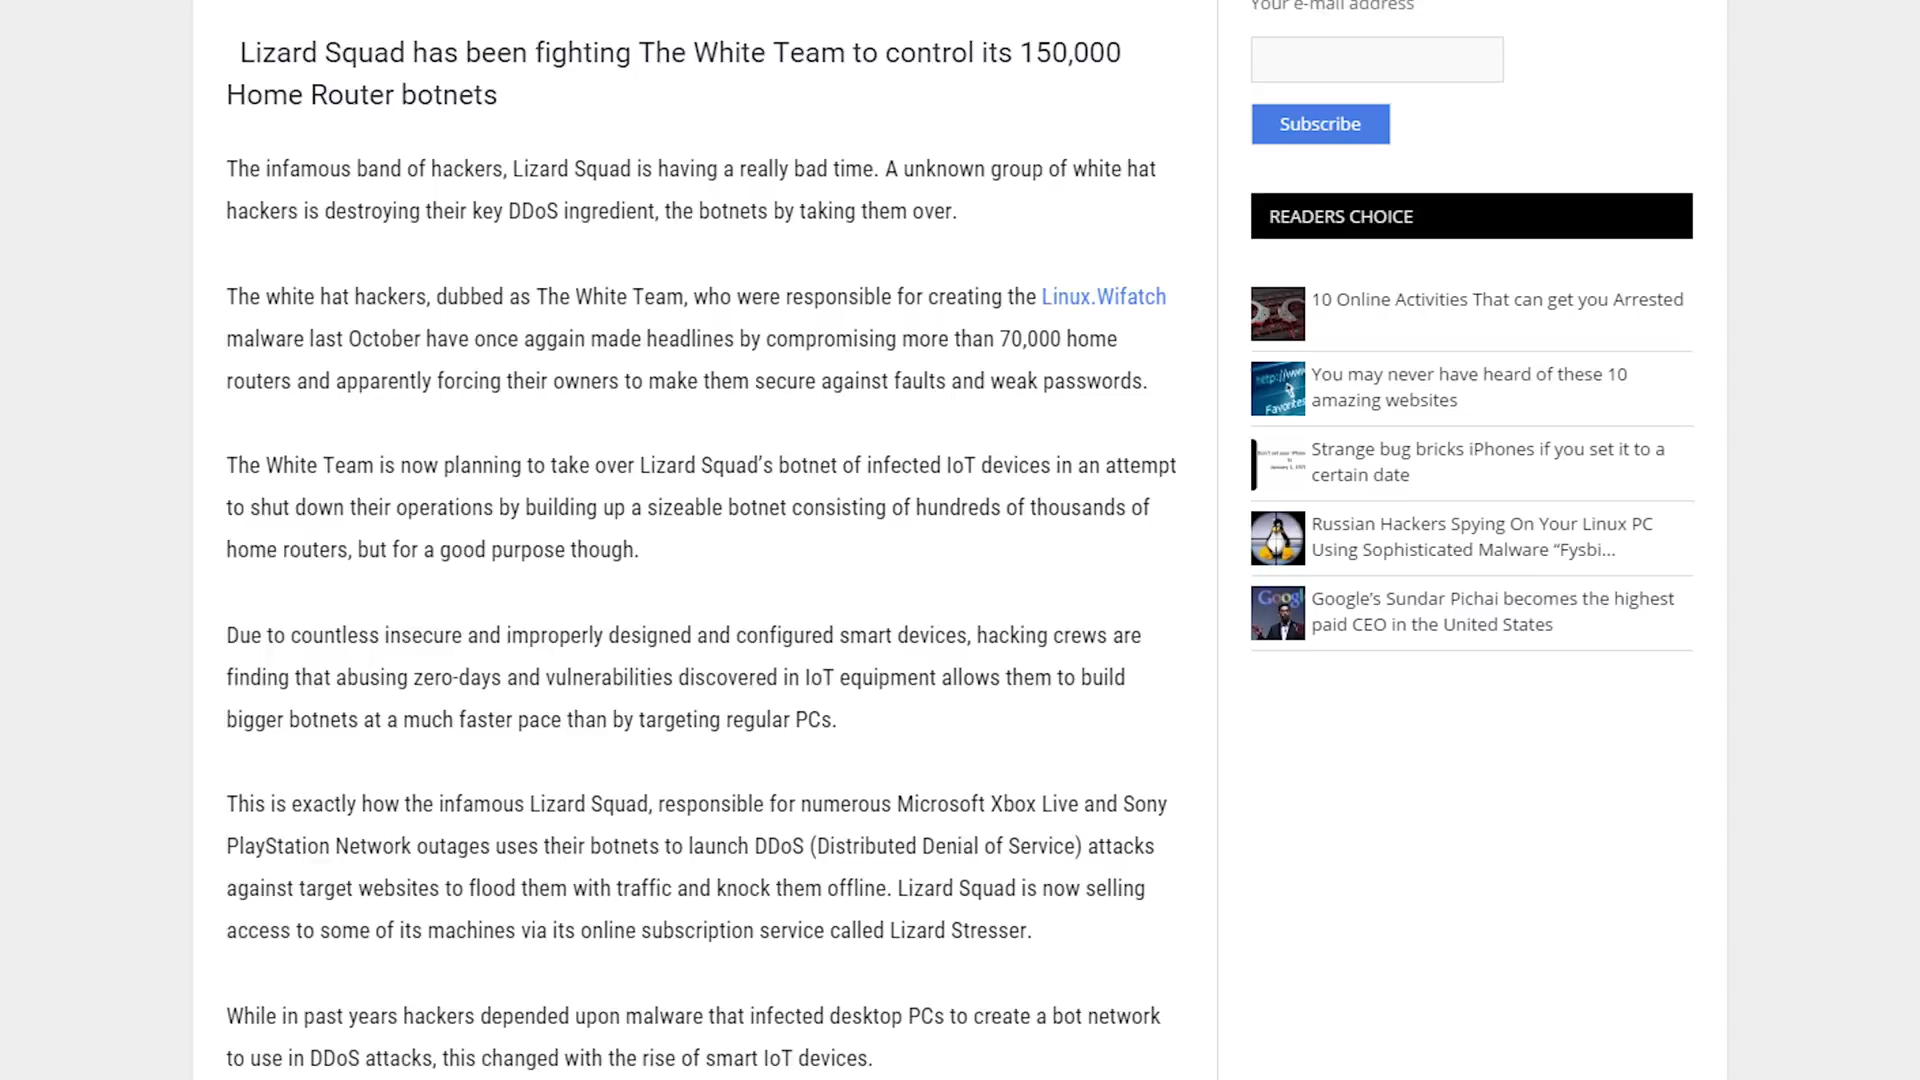 Lizard Squad has been fighting The White Team to control its 150,000
Home Router botnets
The infamous band of hackers, Lizard Squad is having a really bad time. A unknown group of white hat
hackers is destroying their key DDoS ingredient, the botnets by taking them over.
The white hat hackers, dubbed as The White Team, who were responsible for creating the Linux.Wifatch
malware last October have once aggain made headlines by compromising more than 70,000 home
routers and apparently forcing their owners to make them secure against faults and weak passwords.
The White Team is now planning to take over Lizard Squad’s botnet of infected IoT devices in an attempt
to shut down their operations by building up a sizeable botnet consisting of hundreds of thousands of
home routers, but for a good purpose though.
Due to countless insecure and improperly designed and configured smart devices, hacking crews are
finding that abusing zero-days and vulnerabilities discovered in IoT equipment allows them to build
bigger botnets at a much faster pace than by targeting regular PCs.
This is exactly how the infamous Lizard Squad, responsible for numerous Microsoft Xbox Live and Sony
PlayStation Network outages uses their botnets to launch DDoS (Distributed Denial of Service) attacks
against target websites to flood them with traffic and knock them offline. Lizard Squad is now selling
access to some of its machines via its online subscription service called Lizard Stresser.
While in past years hackers depended upon malware that infected desktop PCs to create a bot network
to use in DDoS attacks, this changed with the rise of smart IoT devices.
Your e-mail address
Subscribe
READERS CHOICE
10 Online Activities That can get you Arrested
http://www
Favorites
You may never have heard of these 10
amazing websites
Strange bug bricks iPhones if you set it to a
certain date
Russian Hackers Spying On Your Linux PC
Using Sophisticated Malware “Fysbi...
Google
Google’s Sundar Pichai becomes the highest
paid CEO in the United States